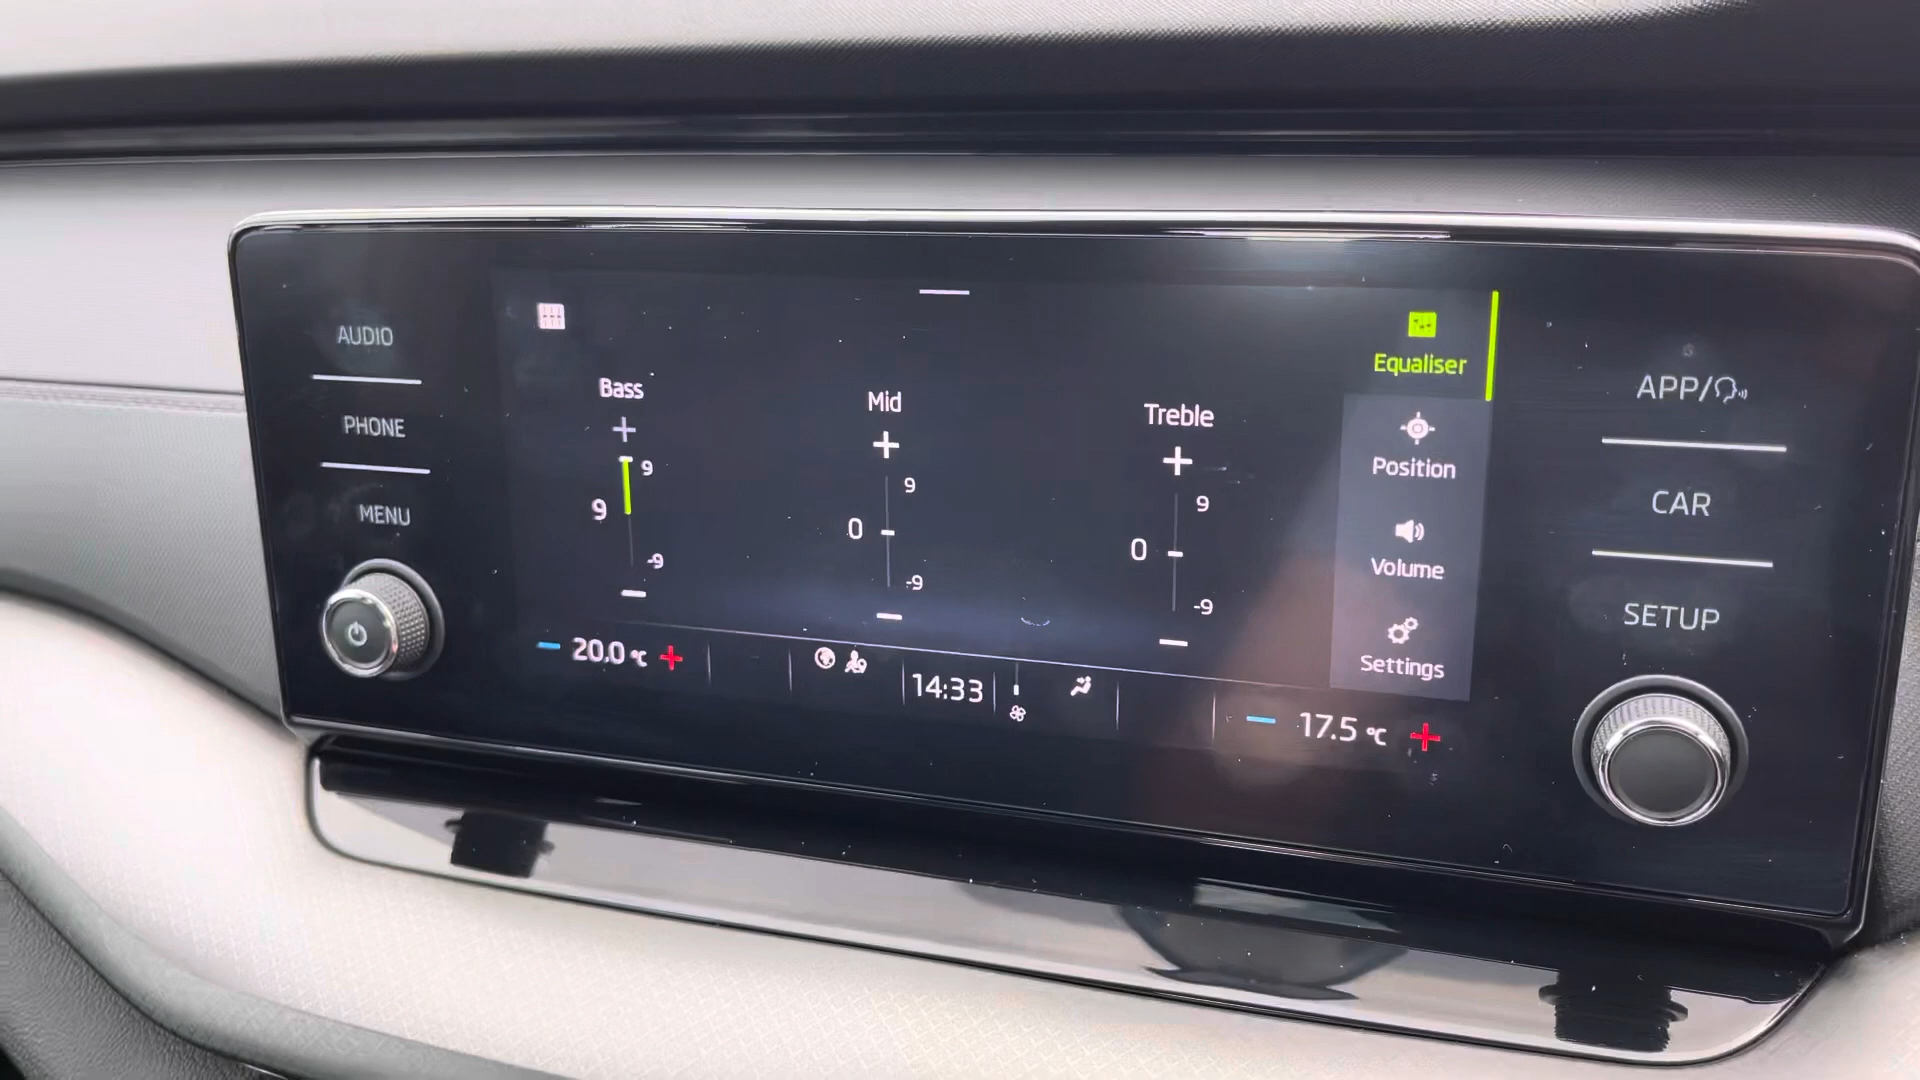 AUDIO
PHONE
MENU
Bass
+
9
9
-9
−
Mid
+
9
0
-9
−
Treble
+
9
0
-9
−
Equaliser
Position
Volume
Settings
− 20.0 °C +
14:33
− 17.5 °C +
APP/
CAR
SETUP